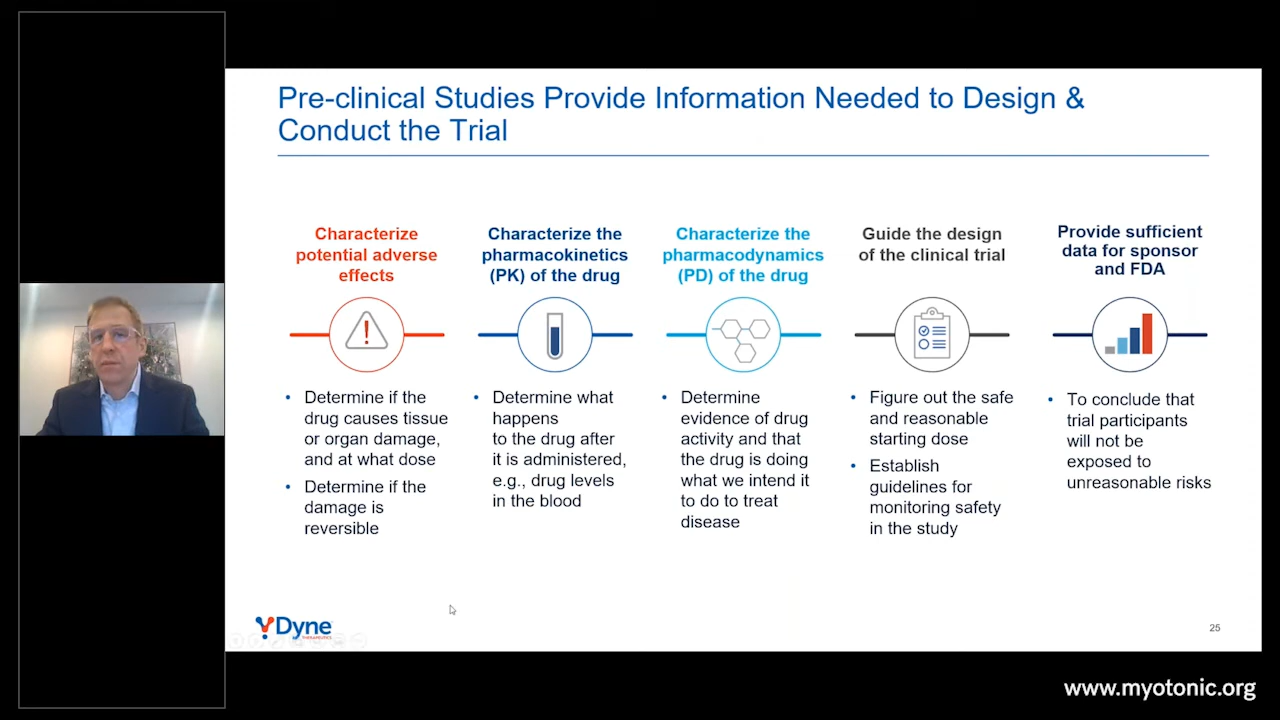 Pre-clinical Studies Provide Information Needed to Design &
Conduct the Trial
Characterize
potential adverse
effects
• Determine if the
drug causes tissue
or organ damage,
and at what dose
• Determine if the
damage is
reversible
Characterize the
pharmacokinetics
(PK) of the drug
• Determine what
happens
to the drug after
it is administered,
e.g., drug levels
in the blood
Characterize the
pharmacodynamics
(PD) of the drug
• Determine
evidence of drug
activity and that
the drug is doing
what we intend it
to do to treat
disease
Guide the design
of the clinical trial
• Figure out the safe
and reasonable
starting dose
• Establish
guidelines for
monitoring safety
in the study
Provide sufficient
data for sponsor
and FDA
• To conclude that
trial participants
will not be
exposed to
unreasonable risks
Dyne
therapeutics
25
www.myotonic.org